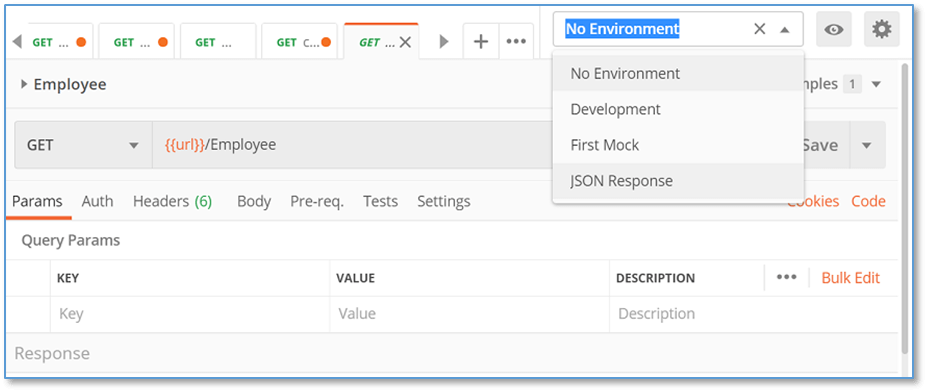 GET ... GET ... GET ... GET C... GET ... No Environment
No Environment
Employee mples 1
Development
GET {{url}}/Employee First Mock Save
JSON Response
Params Auth Headers (6) Body Pre-req. Tests Settings Cookies Code
Query Params
KEY VALUE DESCRIPTION ... Bulk Edit
Key Value Description
Response